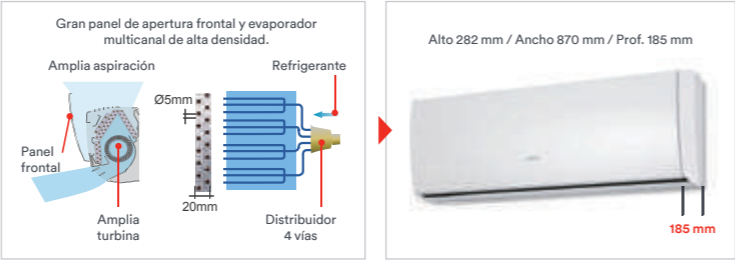 Gran panel de apertura frontal y evaporador
multicanal de alta densidad.
Amplia aspiración
Refrigerante
Ø5mm
Panel
frontal
20mm
Amplia
turbina
Distribuidor
4 vías
Alto 282 mm / Ancho 870 mm / Prof. 185 mm
185 mm